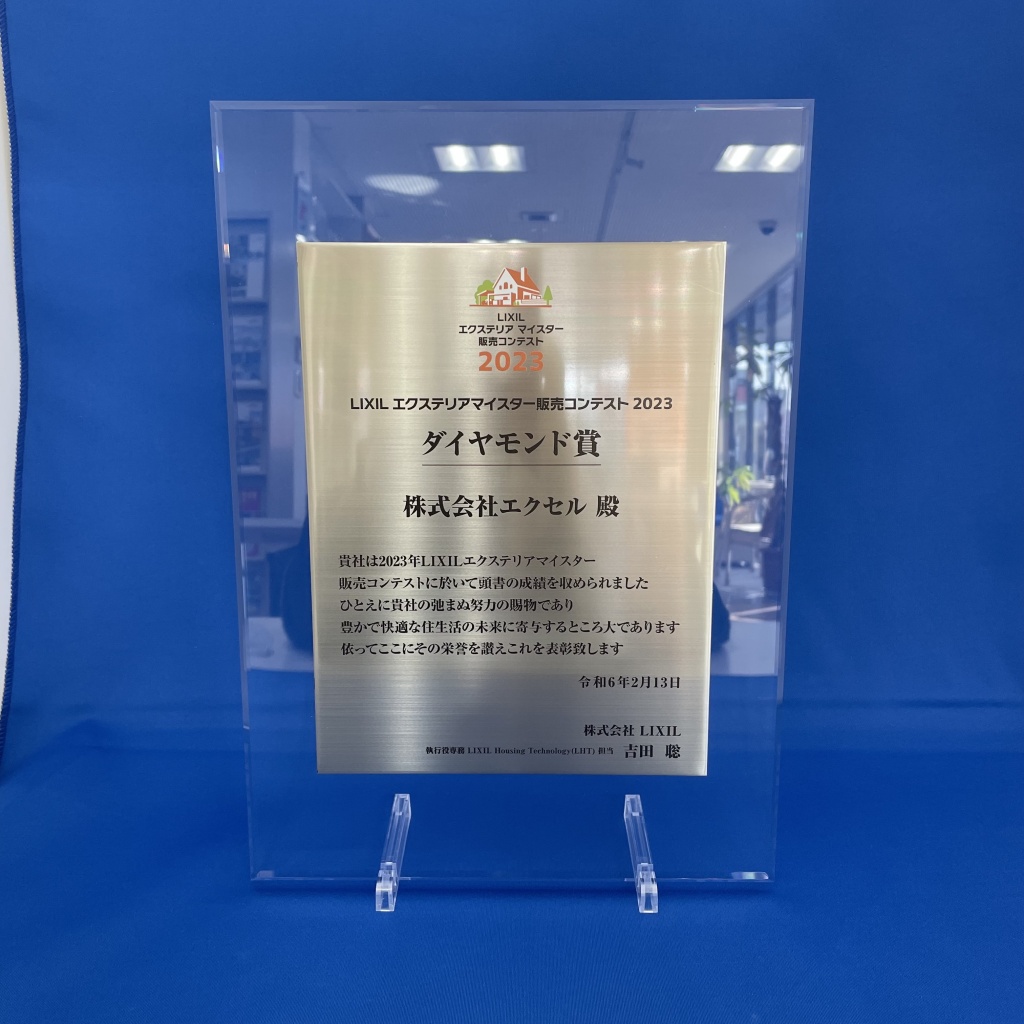 LIXIL
エクステリア マイスター
販売コンテスト
2023
LIXIL エクステリアマイスター販売コンテスト 2023
ダイヤモンド賞
株式会社エクセル 殿
貴社は2023年LIXILエクステリアマイスター
販売コンテストに於いて頭書の成績を収められました
ひとえに貴社の弛まぬ努力の賜物であり
豊かで快適な住生活の未来に寄与するところ大であります
依ってここにその栄誉を讃えこれを表彰致します
令和6年2月13日
株式会社 LIXIL
執行役専務 LIXIL Housing Technology(LHT) 担当 吉田 聡